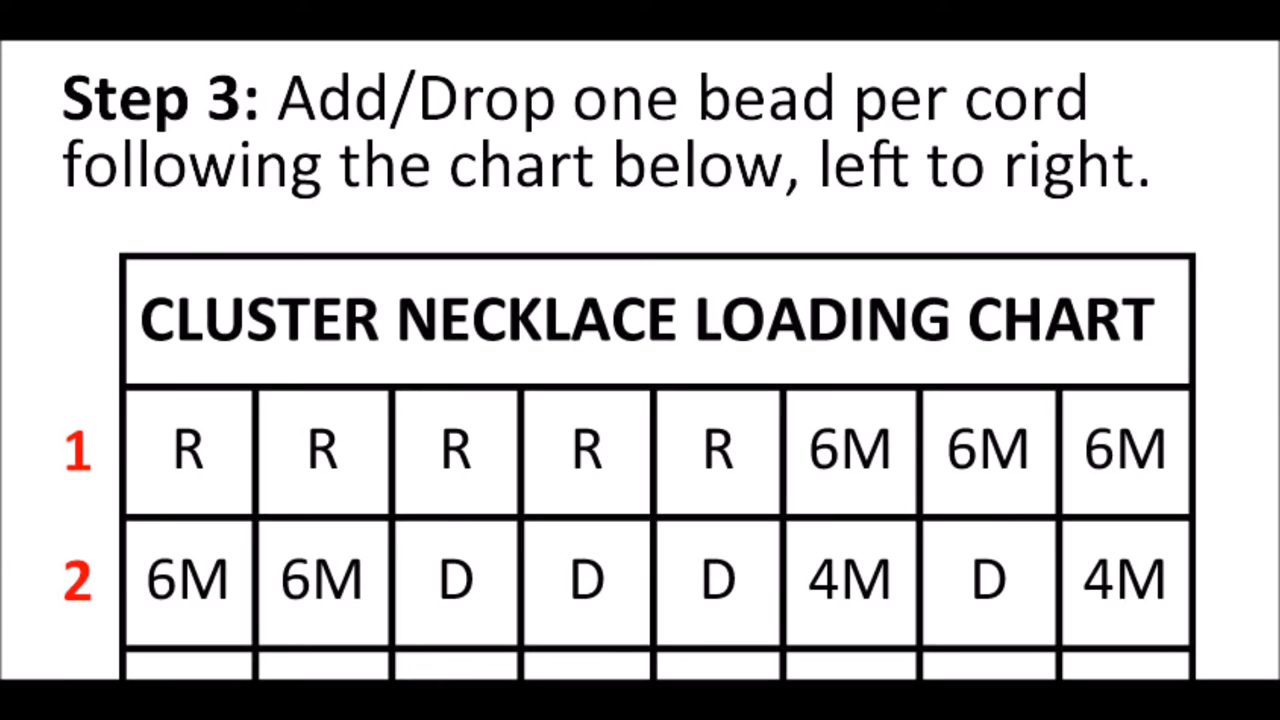 Step 3: Add/Drop one bead per cord
following the chart below, left to right.
CLUSTER NECKLACE LOADING CHART
1 R R R R R 6M 6M 6M
2 6M 6M D D D 4M D 4M